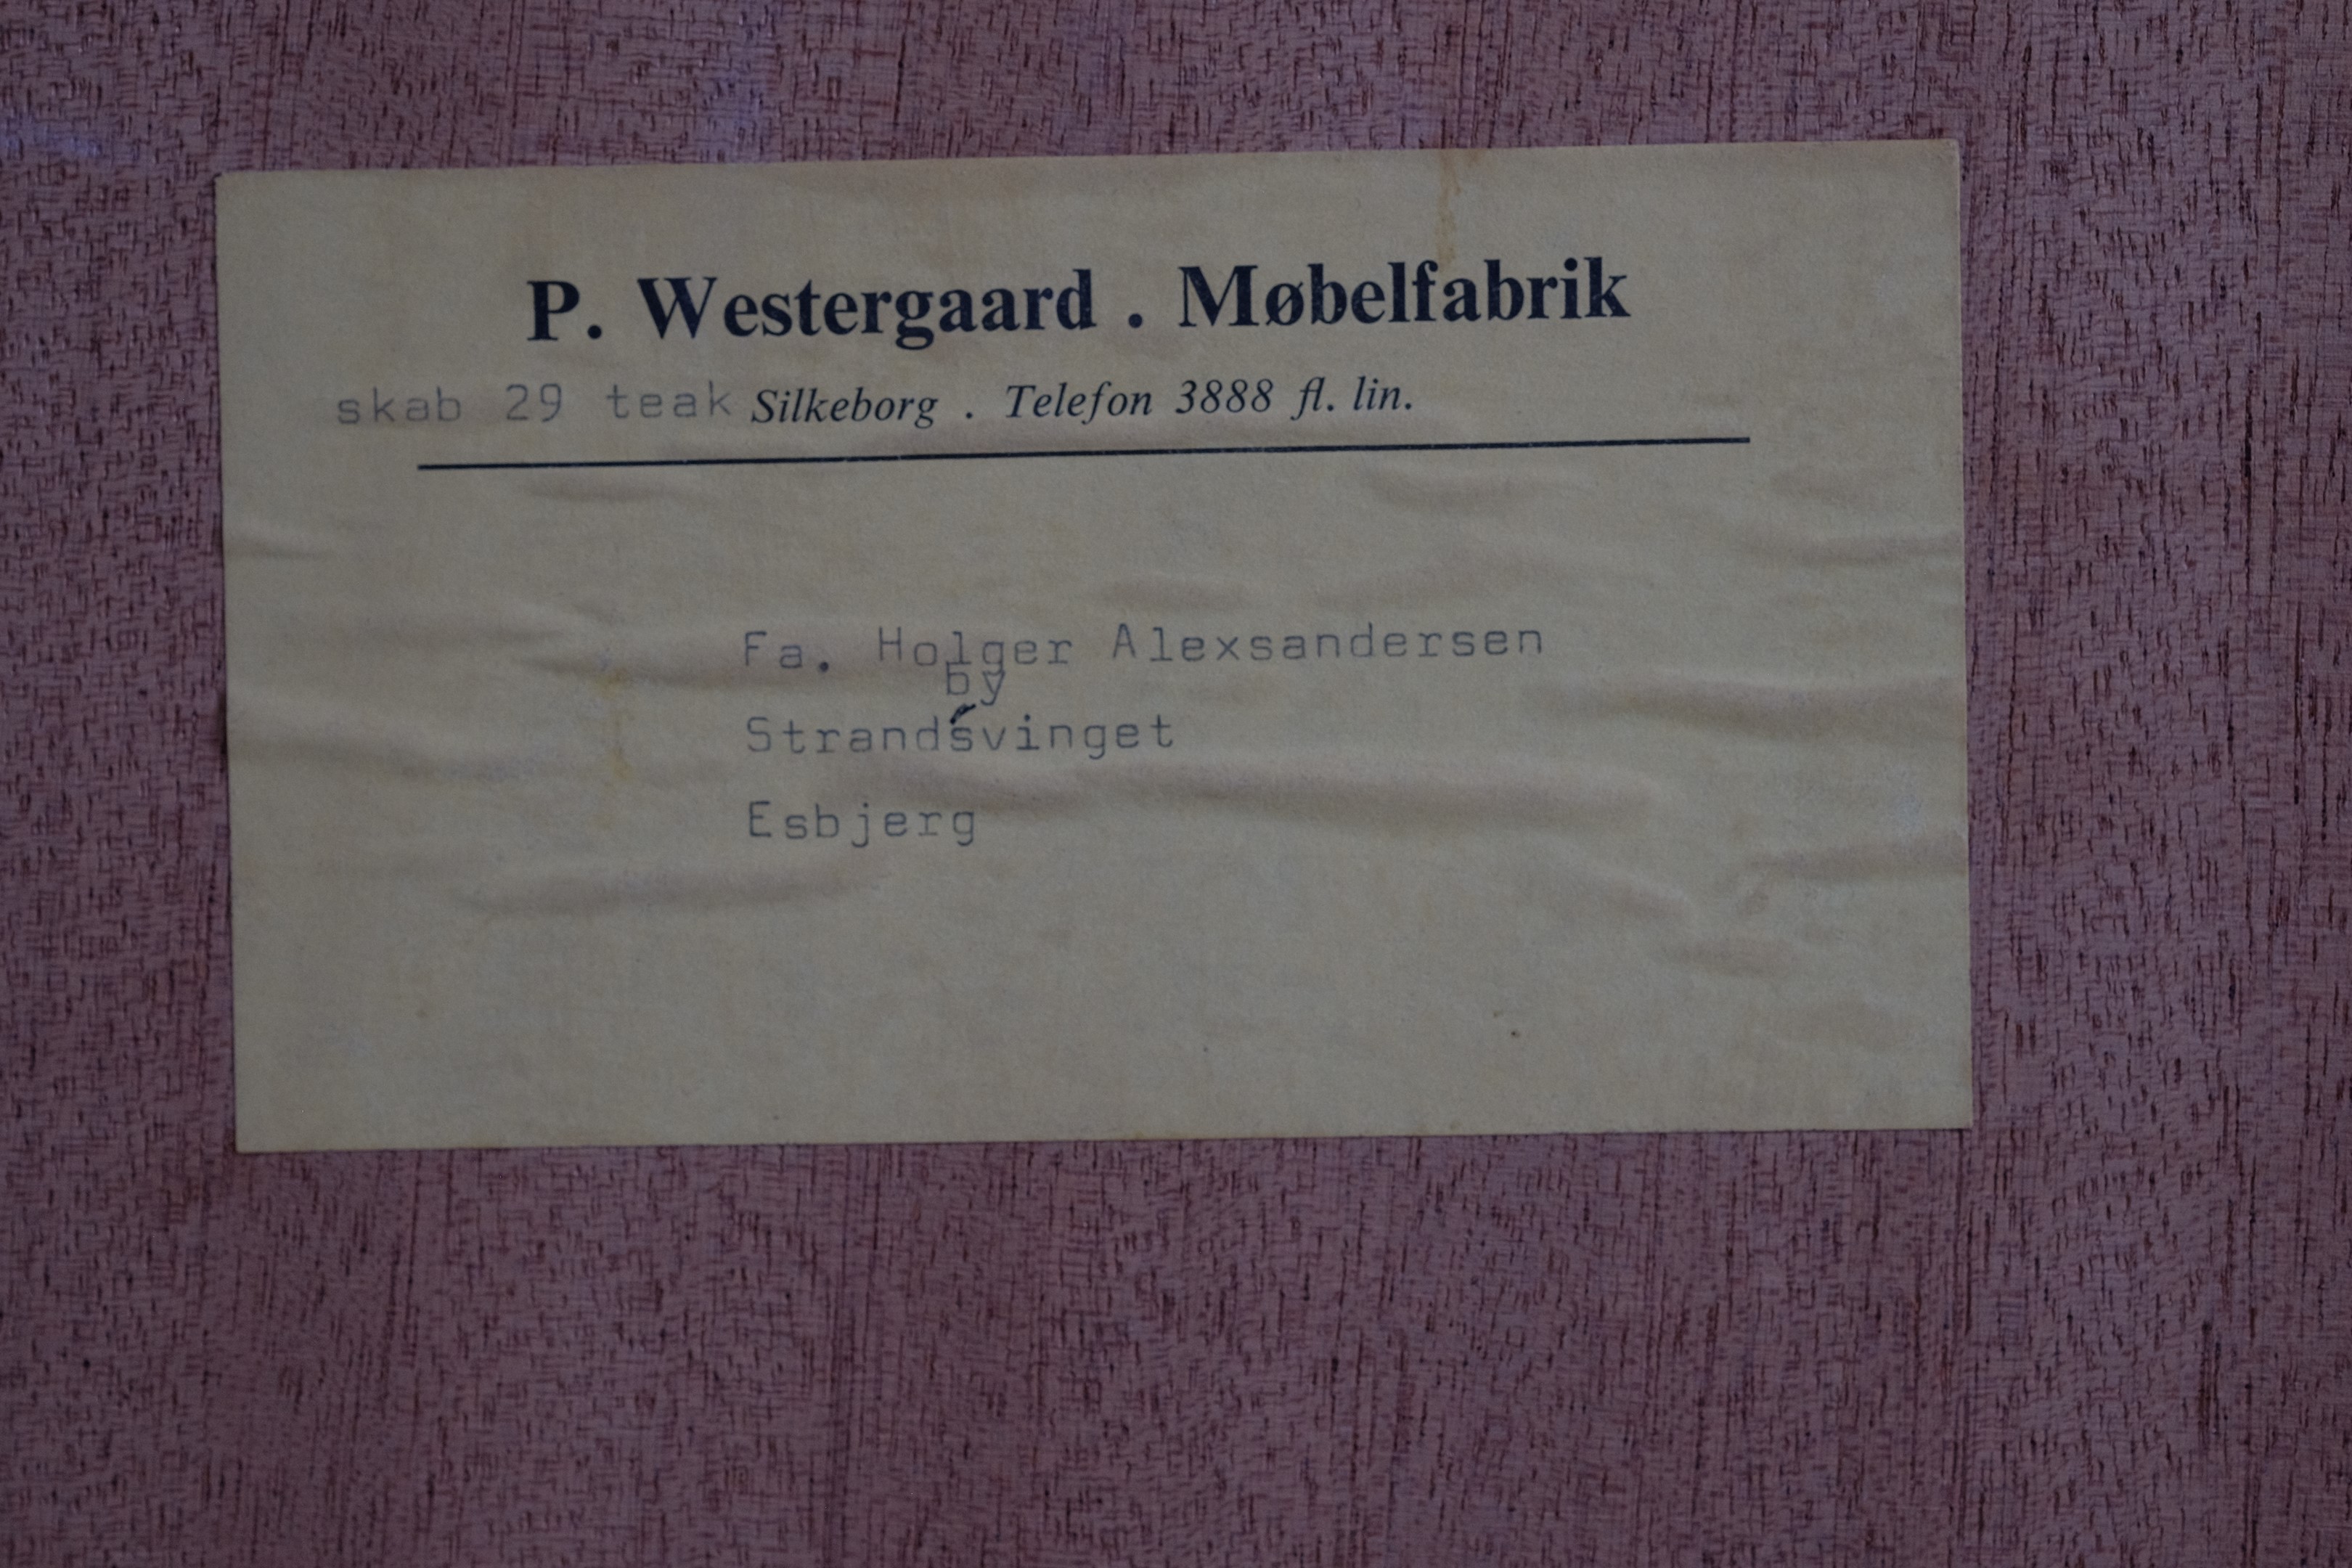 P. Westergaard . Møbelfabrik
skab 29 teak Silkeborg . Telefon 3888 fl. lin.
Fa. Holger Alexsandersen
by
Strandsvinget
Esbjerg